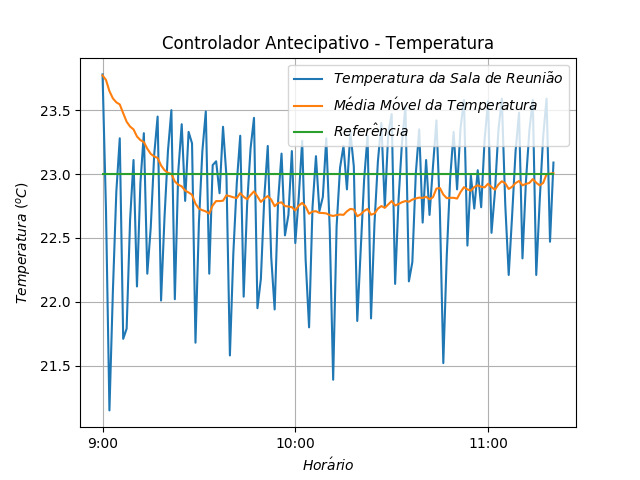 Controlador Antecipativo - Temperatura
Temperatura da Sala de Reunião
Média Móvel da Temperatura
Referência
Temperatura (ºC)
23.5
23.0
22.5
22.0
21.5
9:00
10:00
11:00
Horário